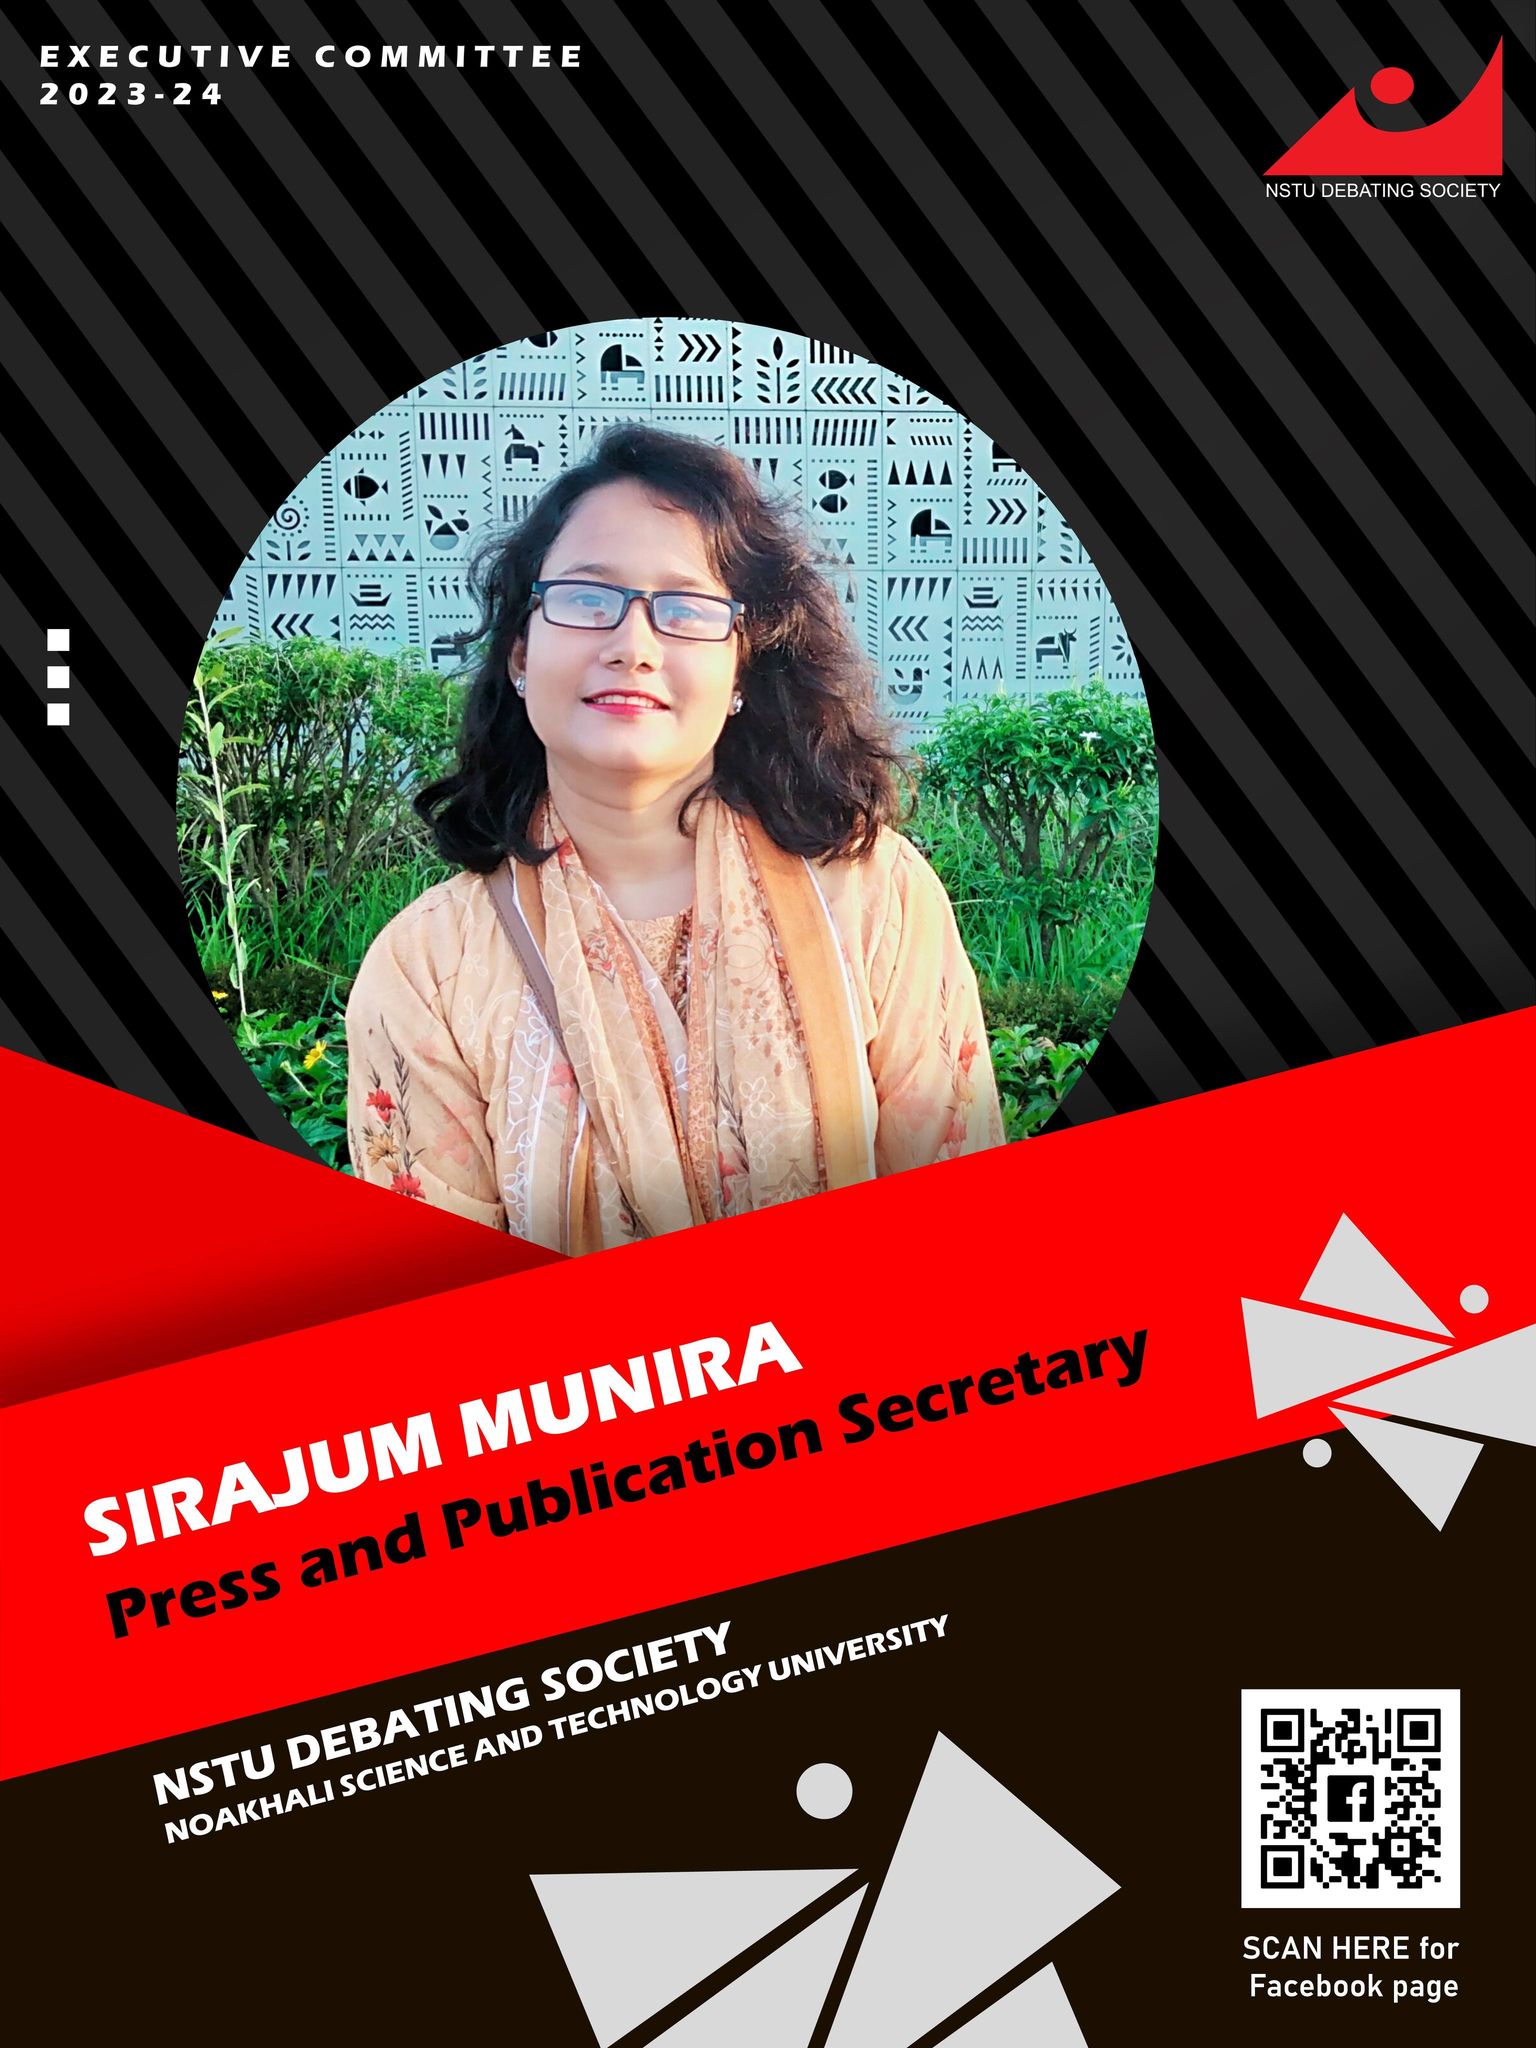 EXECUTIVE COMMITTEE
2023-24
NSTU DEBATING SOCIETY
SIRAJUM MUNIRA
Press and Publication Secretary
NSTU DEBATING SOCIETY
NOAKHALI SCIENCE AND TECHNOLOGY UNIVERSITY
SCAN HERE for
Facebook page